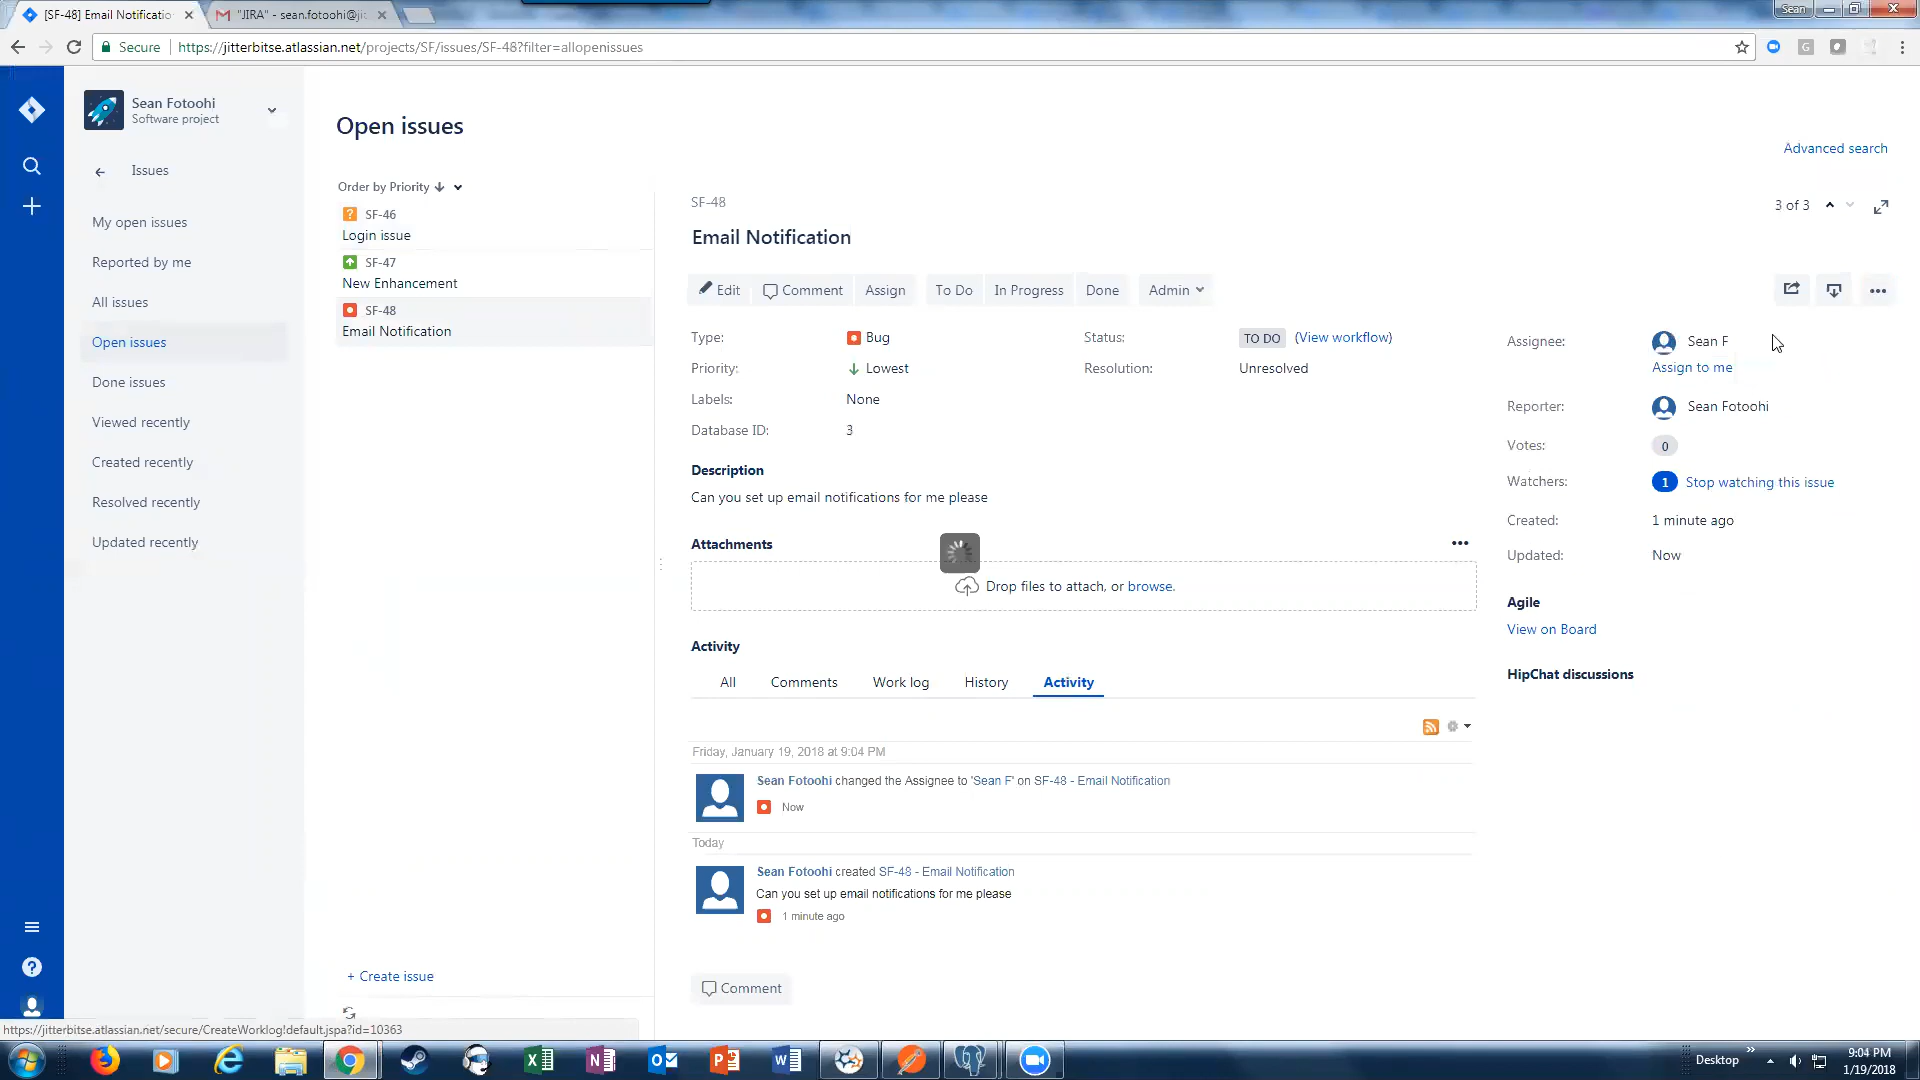 [SF-48] Email Notificatio
"JIRA" - sean.fotoohi@jit
Sean
Secure
https://jitterbitse.atlassian.net/projects/SF/issues/SF-48?filter=allopenissues
Sean Fotoohi
Software project
Issues
My open issues
Reported by me
All issues
Open issues
Done issues
Viewed recently
Created recently
Resolved recently
Updated recently
Open issues
Advanced search
Order by Priority
SF-46
Login issue
SF-47
New Enhancement
SF-48
Email Notification
+ Create issue
SF-48
3 of 3
Email Notification
Edit Comment Assign To Do In Progress Done Admin
Type: Bug
Priority: Lowest
Labels: None
Database ID: 3
Status: TO DO (View workflow)
Resolution: Unresolved
Description
Can you set up email notifications for me please
Attachments
Drop files to attach, or browse.
Activity
All Comments Work log History Activity
Friday, January 19, 2018 at 9:04 PM
Sean Fotoohi changed the Assignee to 'Sean F' on SF-48 - Email Notification
Now
Today
Sean Fotoohi created SF-48 - Email Notification
Can you set up email notifications for me please
1 minute ago
Comment
Assignee: Sean F
Assign to me
Reporter: Sean Fotoohi
Votes: 0
Watchers: 1 Stop watching this issue
Created: 1 minute ago
Updated: Now
Agile
View on Board
HipChat discussions
https://jitterbitse.atlassian.net/secure/CreateWorklog!default.jspa?id=10363
Desktop
9:04 PM
1/19/2018